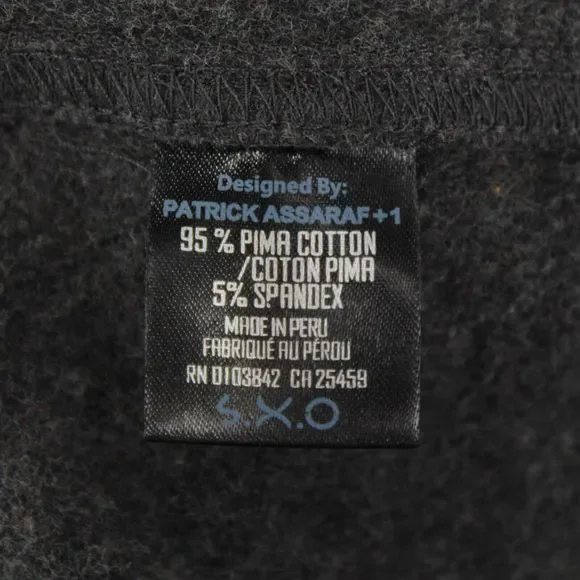 Designed By:
PATRICK ASSARAF +1
95 % PIMA COTTON
/COTON PIMA
5% SPANDEX
MADE IN PERU
FABRIQUÉ AU PÉROU
RN 0103842 CA 25459
S.X.O